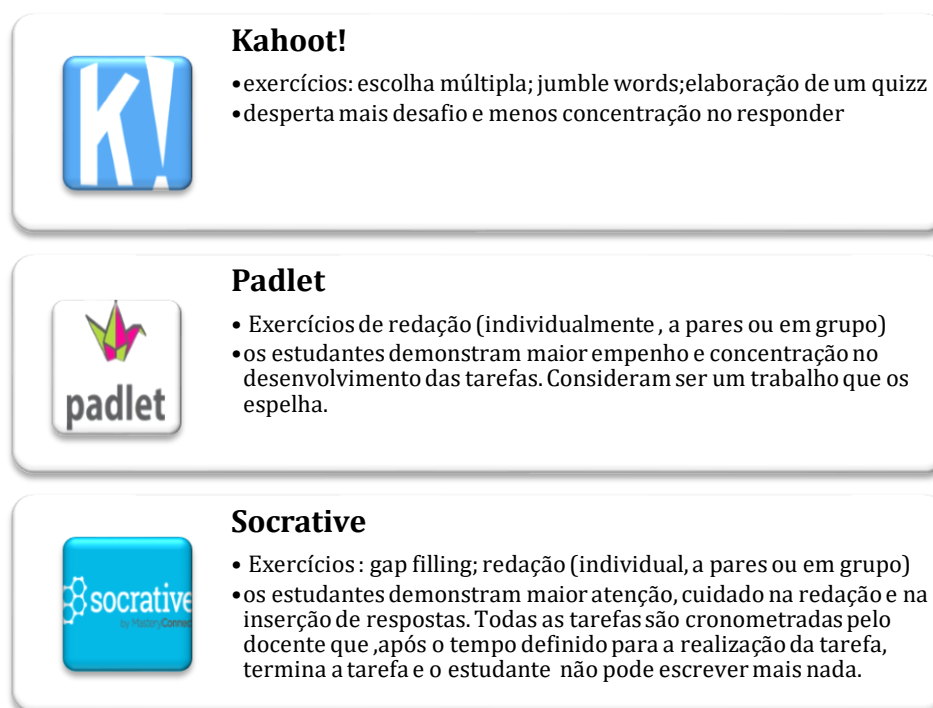 Kahoot!
K!
•exercícios: escolha múltipla; jumble words;elaboração de um quizz
•desperta mais desafio e menos concentração no responder
Padlet
padlet
• Exercícios de redação (individualmente , a pares ou em grupo)
•os estudantes demonstram maior empenho e concentração no
desenvolvimento das tarefas. Consideram ser um trabalho que os
espelha.
Socrative
socrative
by MasteryConnec
• Exercícios : gap filling; redação (individual, a pares ou em grupo)
•os estudantes demonstram maior atenção, cuidado na redação e na
inserção de respostas. Todas as tarefas são cronometradas pelo
docente que ,após o tempo definido para a realização da tarefa,
termina a tarefa e o estudante não pode escrever mais nada.